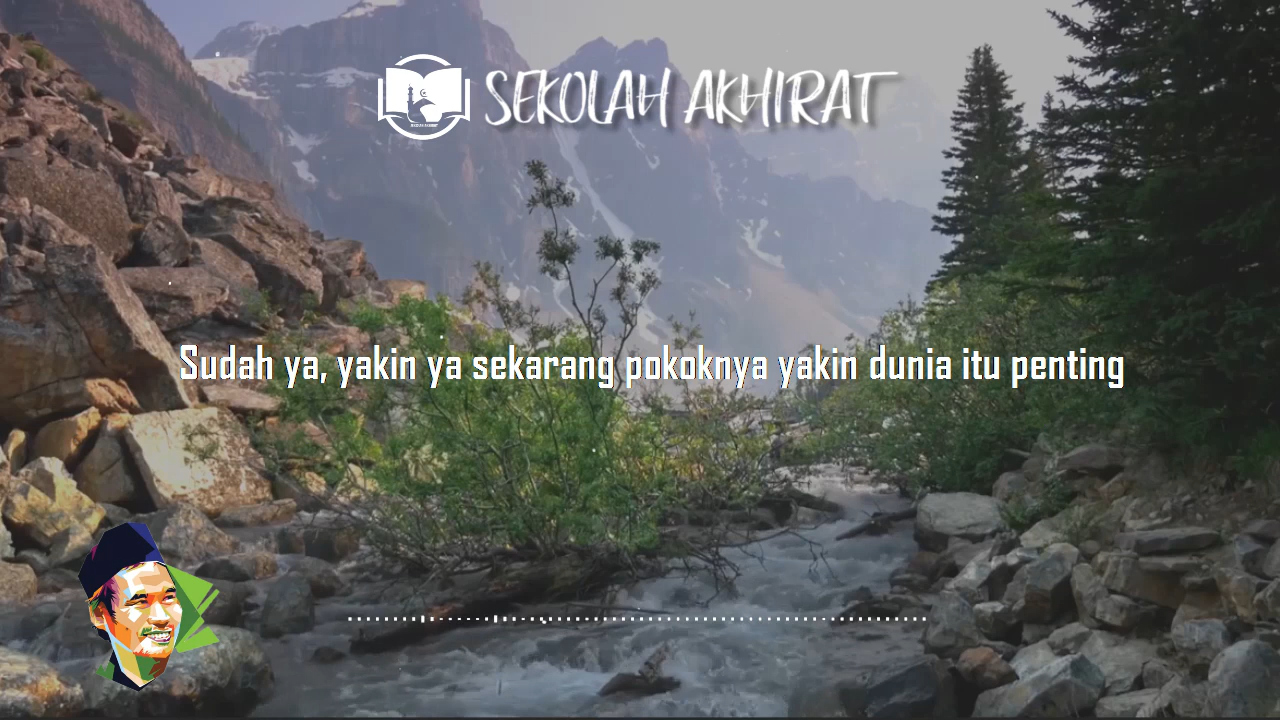 SEKOLAH AKHIRAT
Sudah ya, yakin ya sekarang pokoknya yakin dunia itu penting